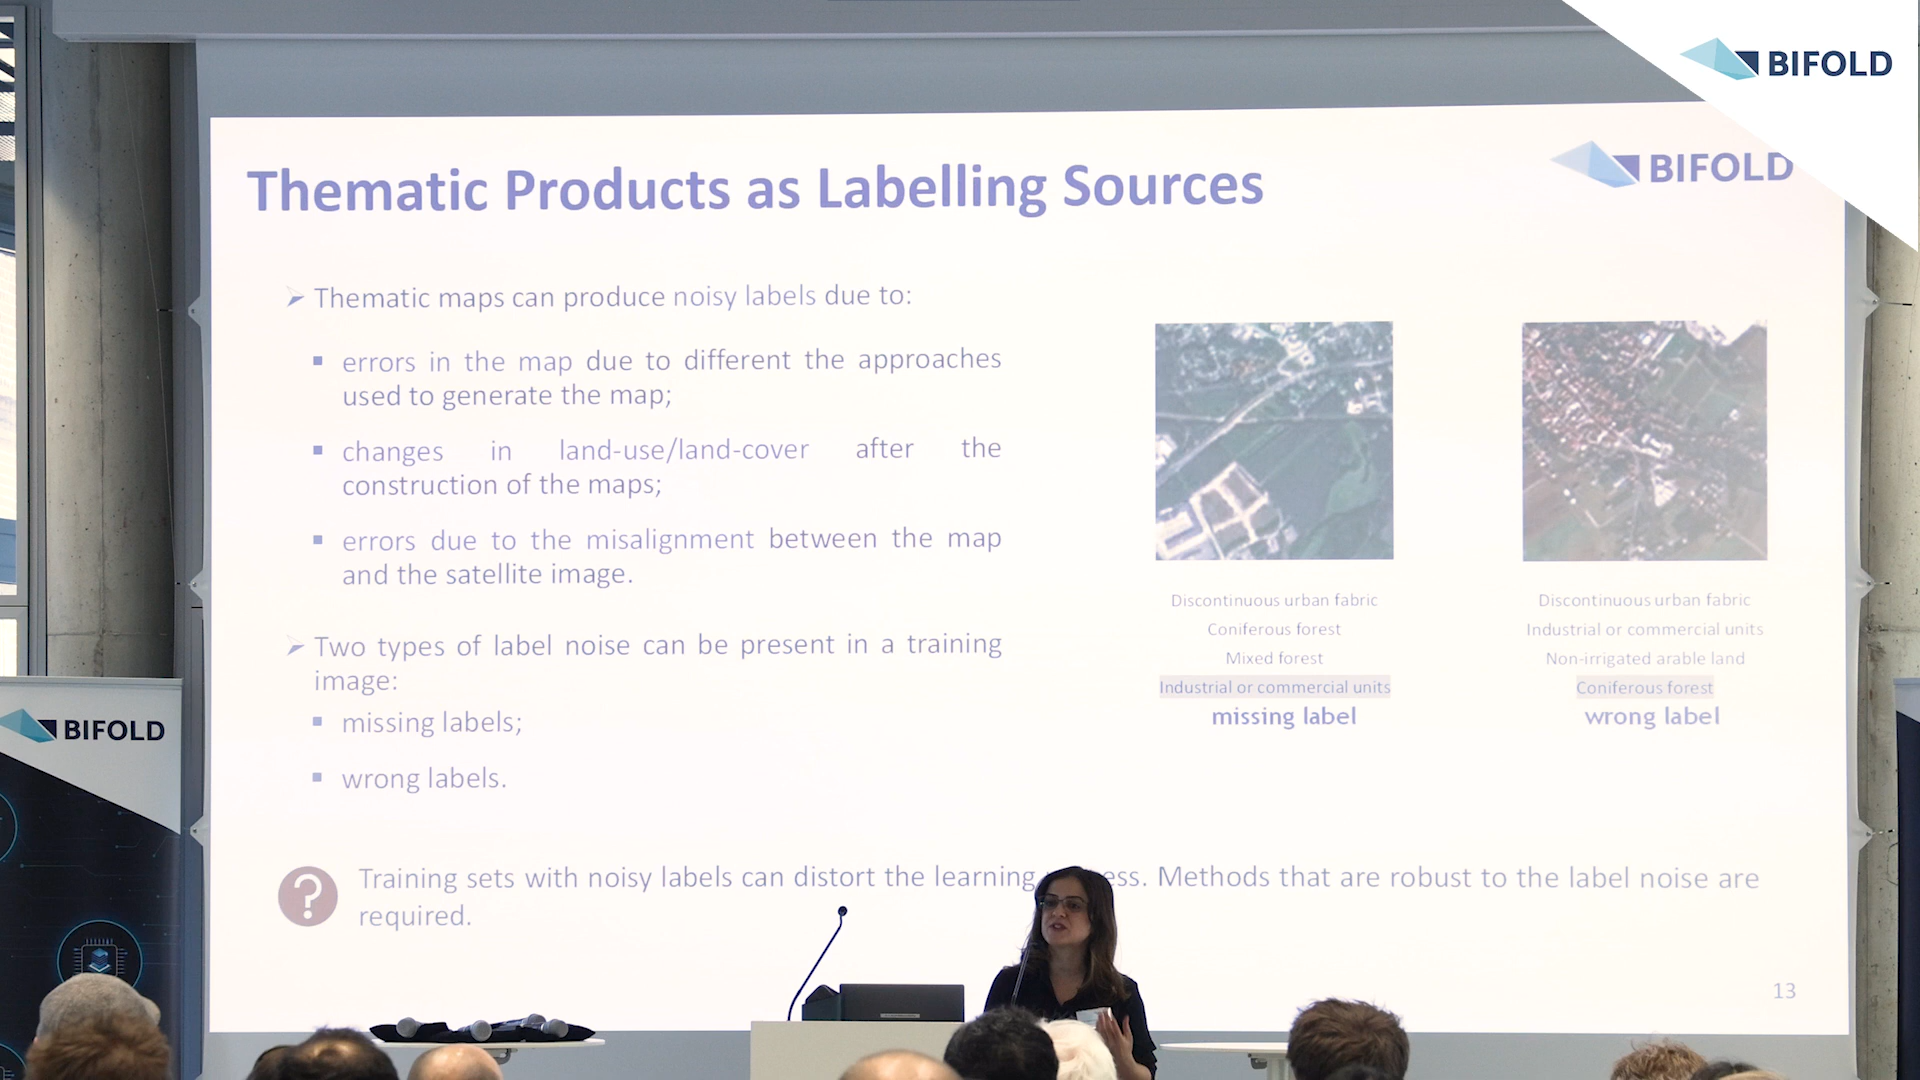 BIFOLD
BIFOLD
Thematic Products as Labelling Sources
Thematic maps can produce noisy labels due to:
errors in the map due to different the approaches
used to generate the map;
changes in land-use/land-cover after the
construction of the maps;
errors due to the misalignment between the map
and the satellite image.
Two types of label noise can be present in a training
image:
missing labels;
wrong labels.
Discontinuous urban fabric
Coniferous forest
Mixed forest
Industrial or commercial units
missing label
Discontinuous urban fabric
Industrial or commercial units
Non-irrigated arable land
Coniferous forest
wrong label
? Training sets with noisy labels can distort the learning ess. Methods that are robust to the label noise are
required.
13
BIFOLD